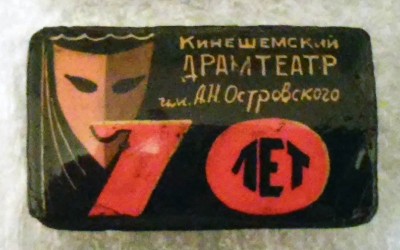 Кинешемский
ДРАМТЕАТР
им. А.Н. Островского
70
ЛЕТ